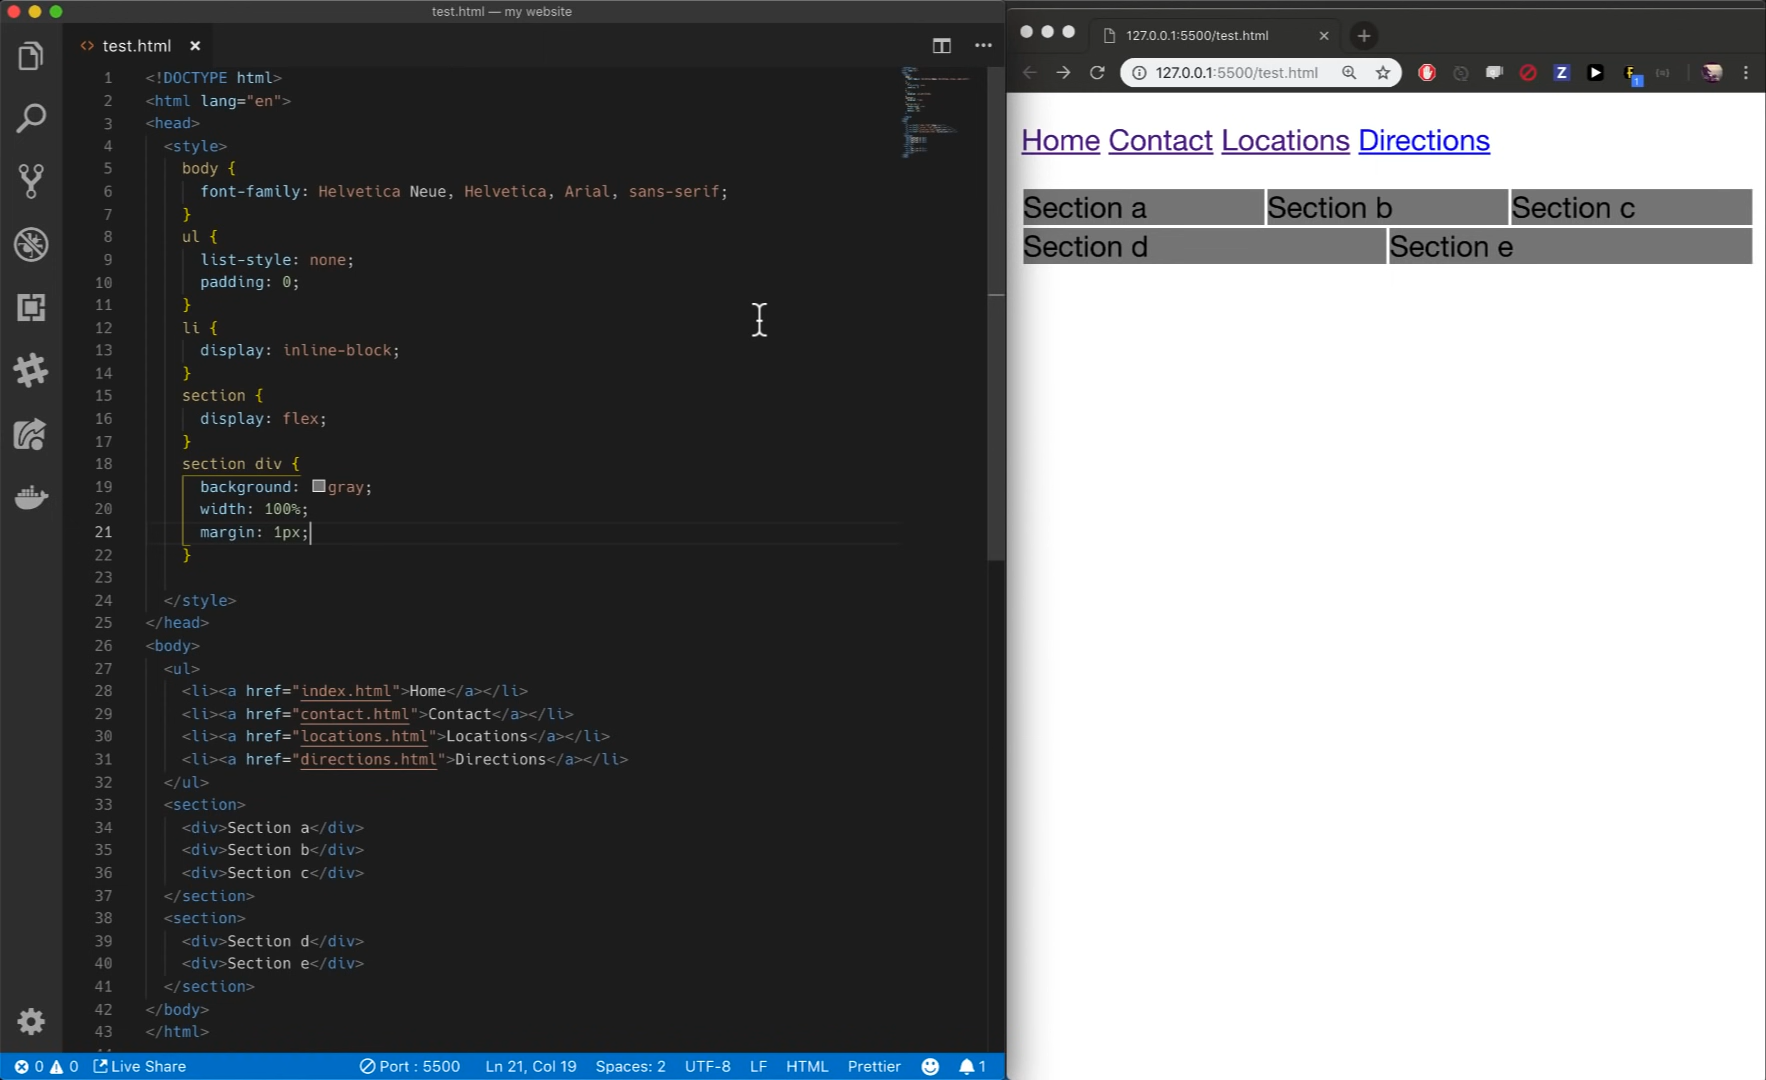 test.html — my website
<> test.html ×
1 <!DOCTYPE html>
2 <html lang="en">
3 <head>
4 <style>
5 body {
6 font-family: Helvetica Neue, Helvetica, Arial, sans-serif;
7 }
8 ul {
9 list-style: none;
10 padding: 0;
11 }
12 li {
13 display: inline-block;
14 }
15 section {
16 display: flex;
17 }
18 section div {
19 background: gray;
20 width: 100%;
21 margin: 1px;
22 }
23
24 </style>
25 </head>
26 <body>
27 <ul>
28 <li><a href="index.html">Home</a></li>
29 <li><a href="contact.html">Contact</a></li>
30 <li><a href="locations.html">Locations</a></li>
31 <li><a href="directions.html">Directions</a></li>
32 </ul>
33 <section>
34 <div>Section a</div>
35 <div>Section b</div>
36 <div>Section c</div>
37 </section>
38 <section>
39 <div>Section d</div>
40 <div>Section e</div>
41 </section>
42 </body>
43 </html>
0 0 Live Share Port : 5500 Ln 21, Col 19 Spaces: 2 UTF-8 LF HTML Prettier 1
127.0.0.1:5500/test.html
127.0.0.1:5500/test.html Z f 1
Home Contact Locations Directions
Section a Section b Section c
Section d Section e